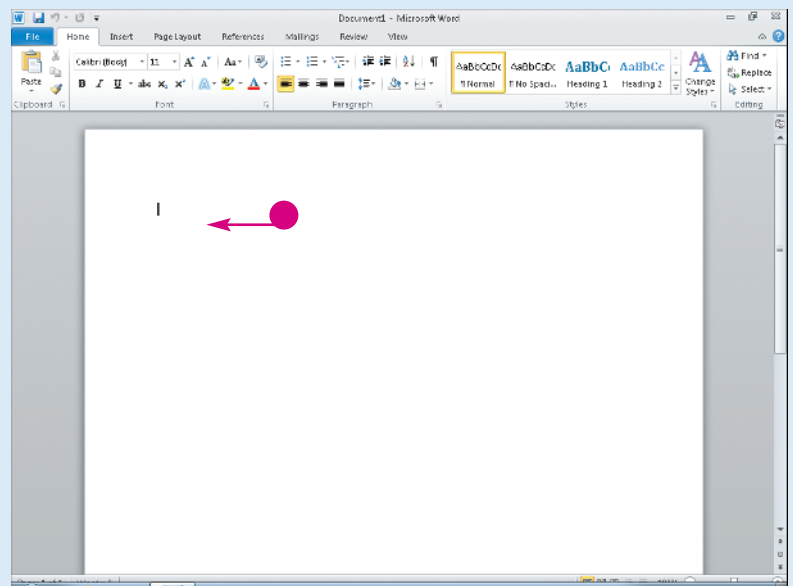 W
Document1 - Microsoft Word
File Home Insert Page Layout References Mailings Review View
Calibri (Body) 11 A A Aa
Find
Paste
B I U abc X₂ X² A A
AaBbCcDc AaBbCcDc AaBbC AaBbCc
A
Replace
¶ Normal ¶ No Spaci... Heading 1 Heading 2
Change Styles
Select
Clipboard Font Paragraph Styles Editing